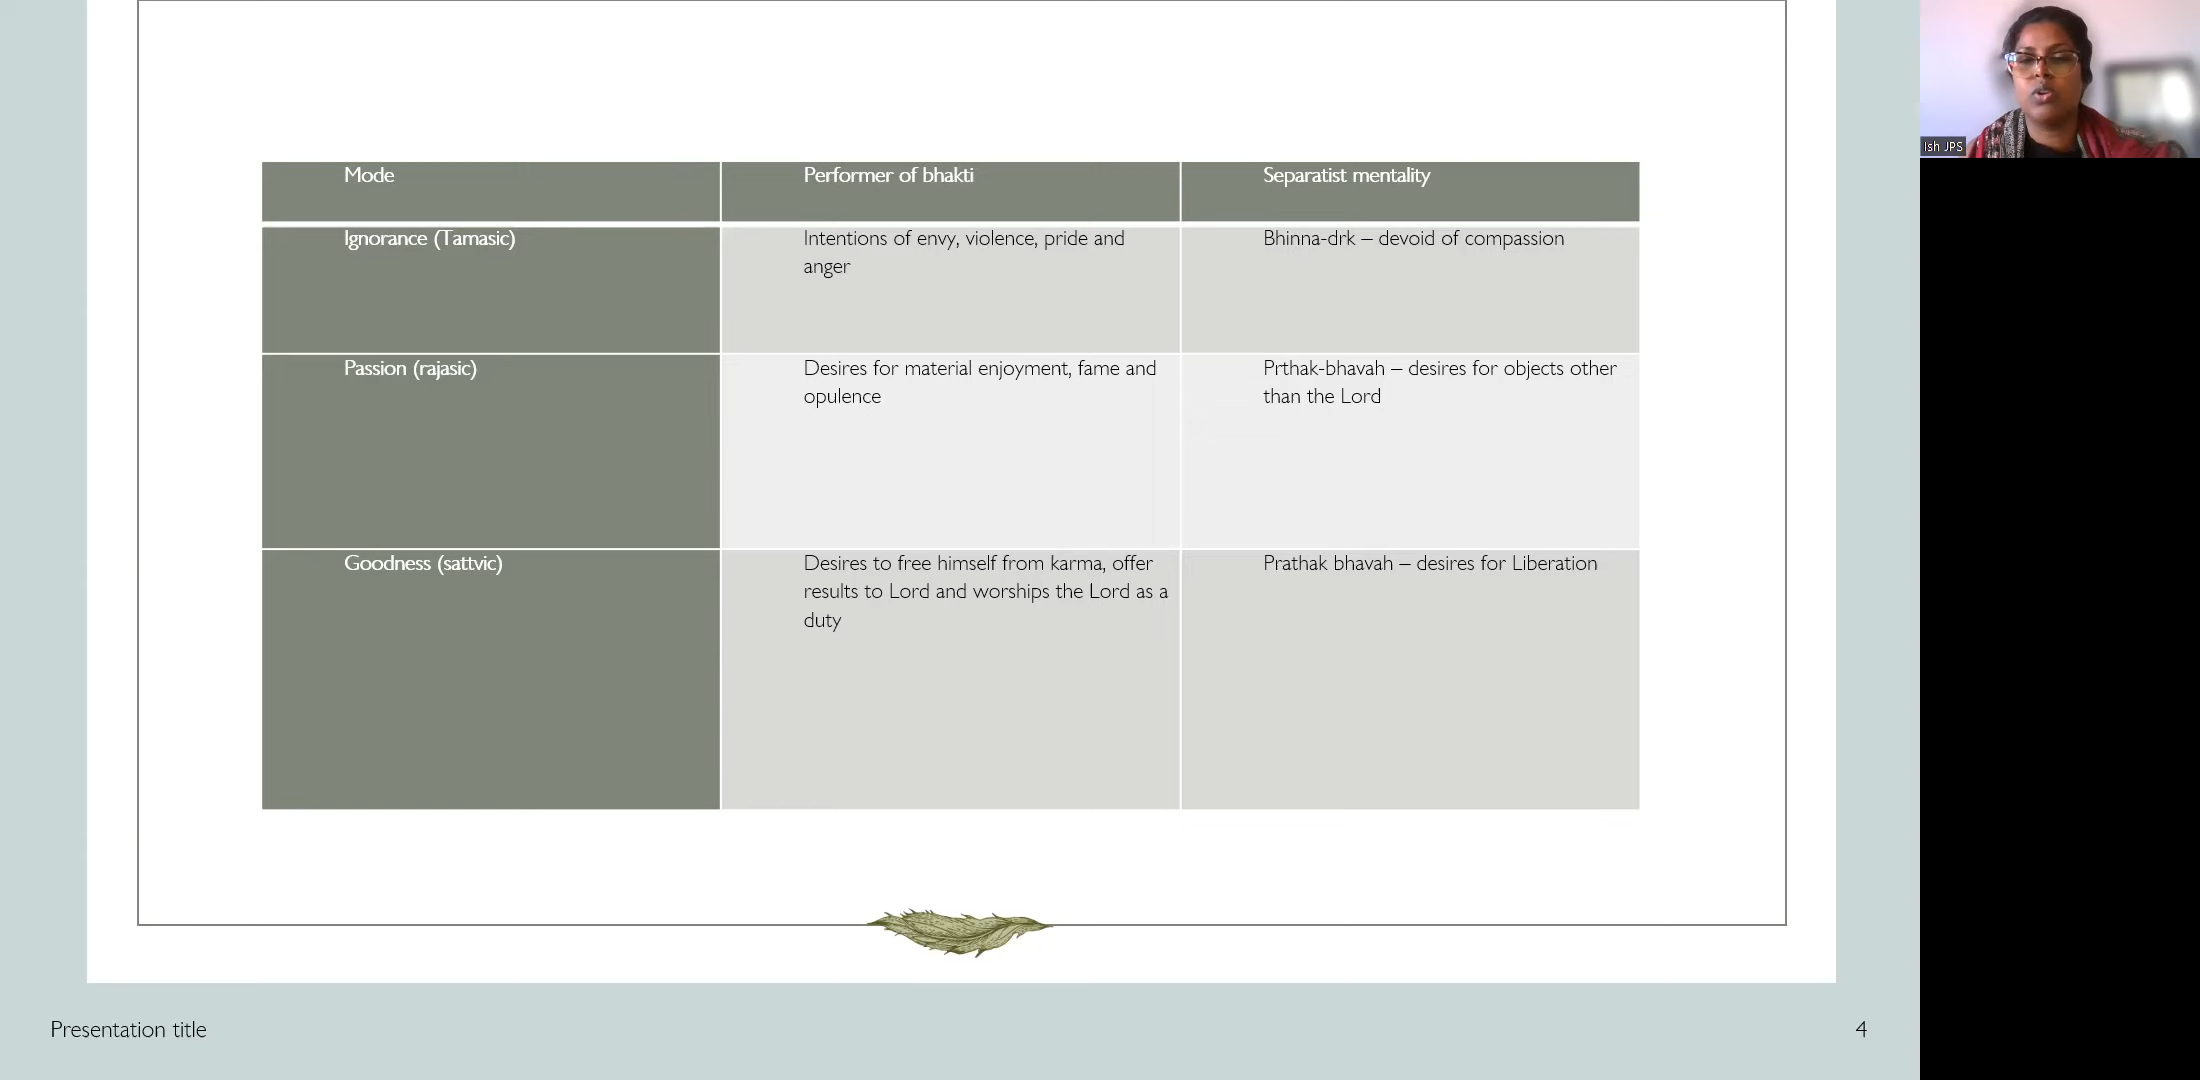 Mode
Performer of bhakti
Separatist mentality
Ignorance (Tamasic)
Intentions of envy, violence, pride and
anger
Bhinna-drk – devoid of compassion
Passion (rajasic)
Desires for material enjoyment, fame and
opulence
Prthak-bhavah – desires for objects other
than the Lord
Goodness (sattvic)
Desires to free himself from karma, offer
results to Lord and worships the Lord as a
duty
Prathak bhavah – desires for Liberation
Presentation title
4
Ish JPS